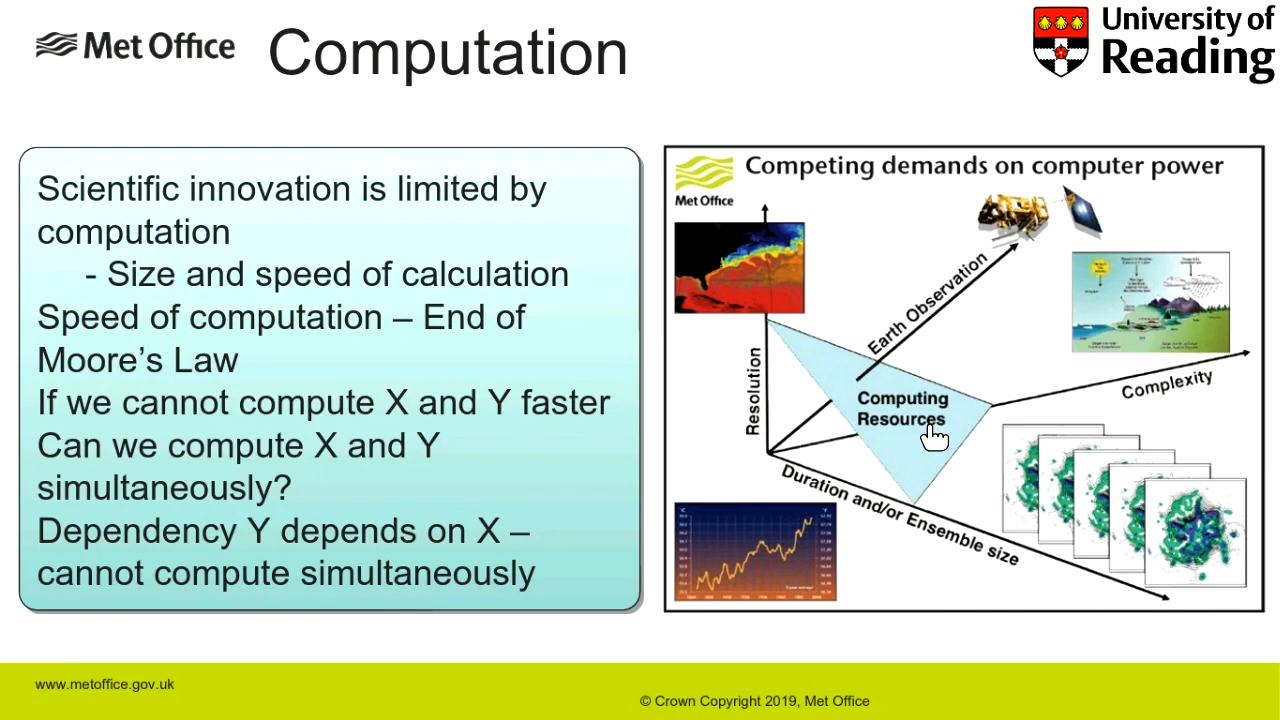 Met Office
Computation
University of
Reading
Scientific innovation is limited by
computation
- Size and speed of calculation
Speed of computation – End of
Moore’s Law
If we cannot compute X and Y faster
Can we compute X and Y
simultaneously?
Dependency Y depends on X –
cannot compute simultaneously
Competing demands on computer power
Met Office
Earth Observation
Resolution
Computing
Resources
Complexity
Duration and/or Ensemble size
www.metoffice.gov.uk
© Crown Copyright 2019, Met Office